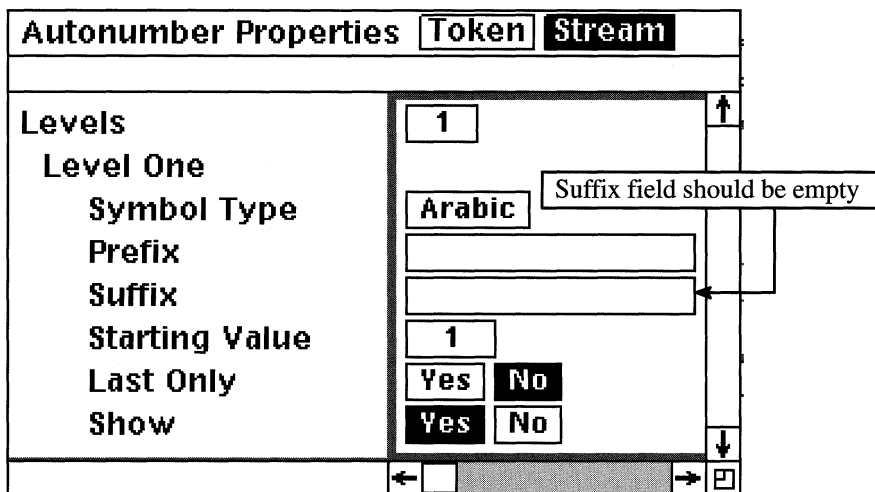 Autonumber Properties Token Stream
Levels 1
Level One
Suffix field should be empty
Symbol Type Arabic
Prefix
Suffix
Starting Value 1
Last Only Yes No
Show Yes No